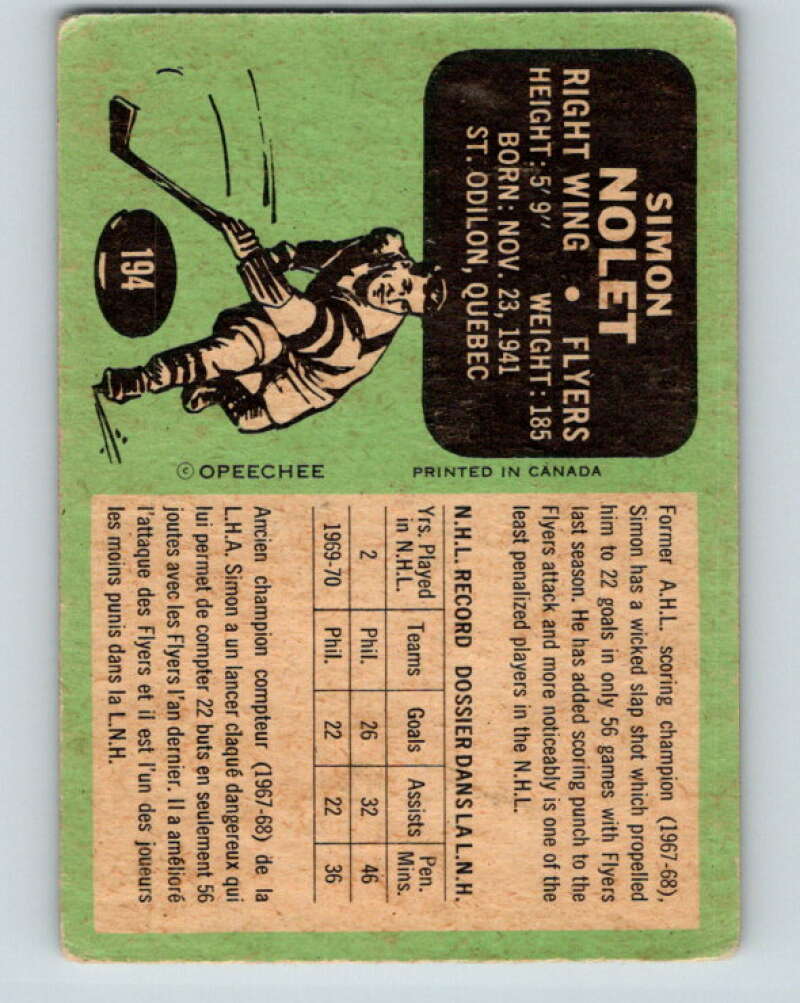 SIMON
NOLET
RIGHT WING • FLYERS
HEIGHT: 5'9" WEIGHT: 185
BORN: NOV. 23, 1941
ST. ODILON, QUEBEC
194
© OPEECHEE
PRINTED IN CANADA
Former A.H.L. scoring champion (1967-68),
Simon has a wicked slap shot which propelled
him to 22 goals in only 56 games with Flyers
last season. He has added scoring punch to the
Flyers attack and more noticeably is one of the
least penalized players in the N.H.L.
N.H.L. RECORD DOSSIER DANS LA L.N.H.
Yrs. Played in N.H.L. Teams Goals Assists Pen. Mins.
2 Phil. 26 32 46
1969-70 Phil. 22 22 36
Ancien champion compteur (1967-68) de la
L.H.A. Simon a un lancer claqué dangereux qui
lui permet de compter 22 buts en seulement 56
joutes avec les Flyers l'an dernier. Il a amélioré
l'attaque des Flyers et il est l'un des joueurs
les moins punis dans la L.N.H.